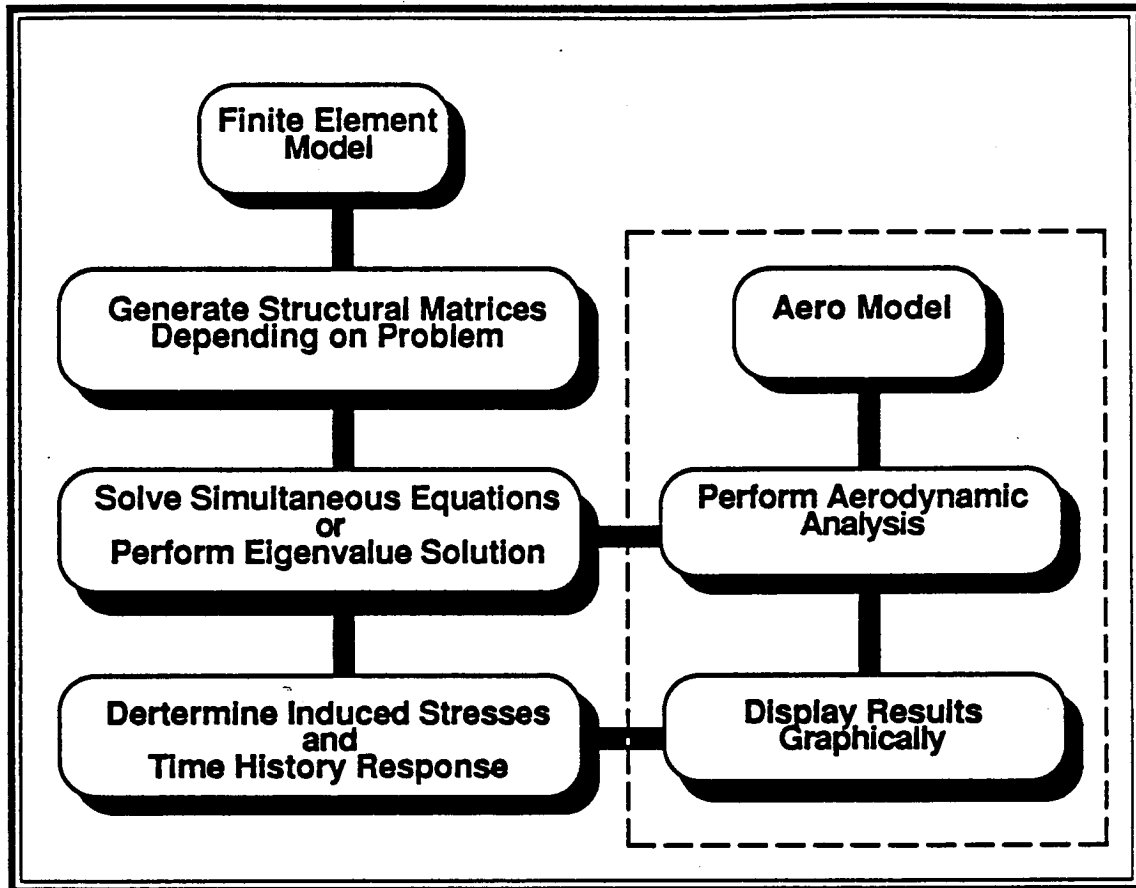 Finite Element
Model
Generate Structural Matrices
Depending on Problem
Solve Simultaneous Equations
or
Perform Eigenvalue Solution
Dertermine Induced Stresses
and
Time History Response
Aero Model
Perform Aerodynamic
Analysis
Display Results
Graphically